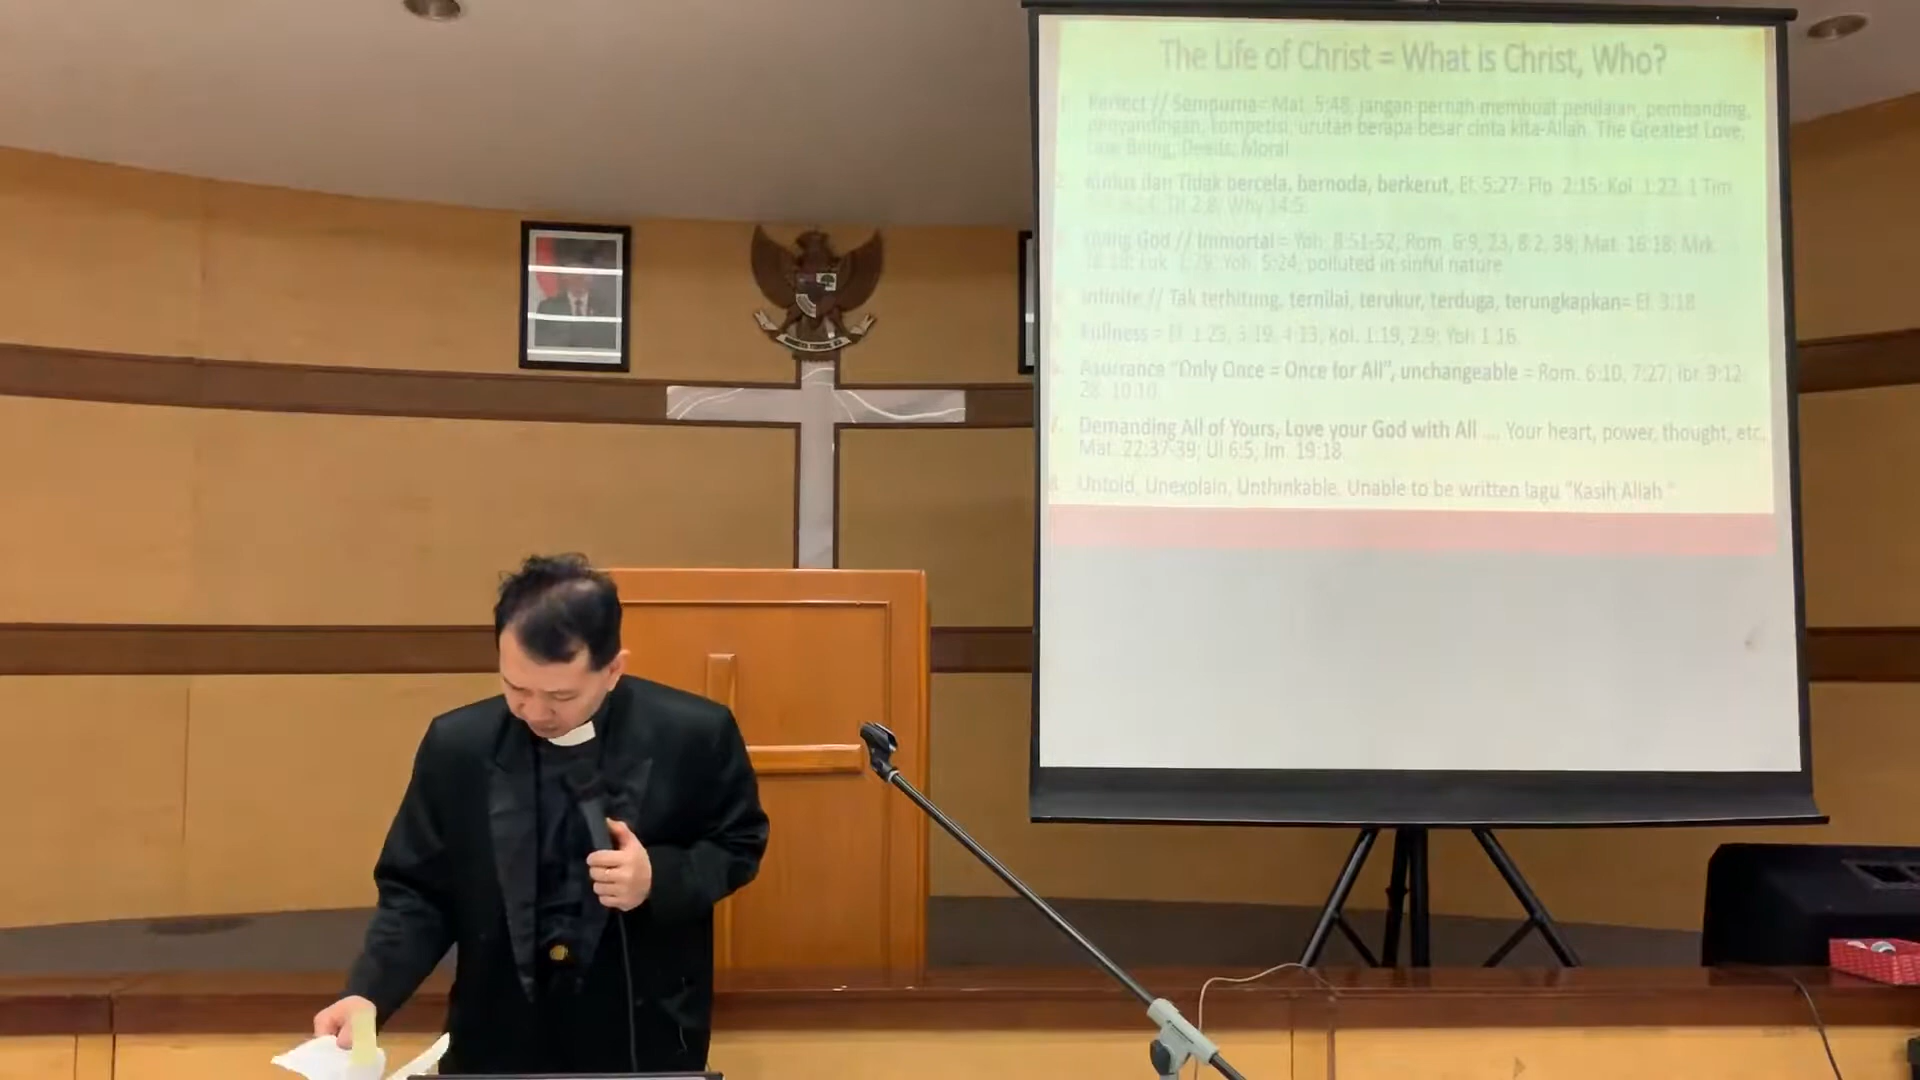 The Life of Christ = What is Christ, Who?
Perfect // Sempurna= Mat. 5:48, jangan pernah membuat penilaian, pembanding,
penyandingan, kompetisi, urutan berapa besar cinta kita-Allah. The Greatest Love,
Being, Deeds, Moral
Kudus dan Tidak bercela, bernoda, berkerut, Ef. 5:27; Flp. 2:15; Kol. 1:22; 1 Tim.
Why 14:5.
God // Immortal = Yoh. 8:51-52, Rom. 6:9, 23, 8:2, 38; Mat. 16:18; Mrk.
Luk. 1:79; Yoh. 5:24, polluted in sinful nature
Infinite // Tak terhitung, ternilai, terukur, terduga, terungkapkan= Ef. 3:18
5. Fullness = Ef. 1:23, 3:19, 4:13; Kol. 1:19, 2:9; Yoh 1:16.
"Only Once = Once for All", unchangeable = Rom. 6:10, 7:27; Ibr. 9:12,
28; 10:10.
7. Demanding All of Yours, Love your God with All .... Your heart, power, thought, etc.
Mat. 22:37-39; Ul 6:5; Im. 19:18.
8. Untold, Unexplain, Unthinkable, Unable to be written lagu "Kasih Allah."